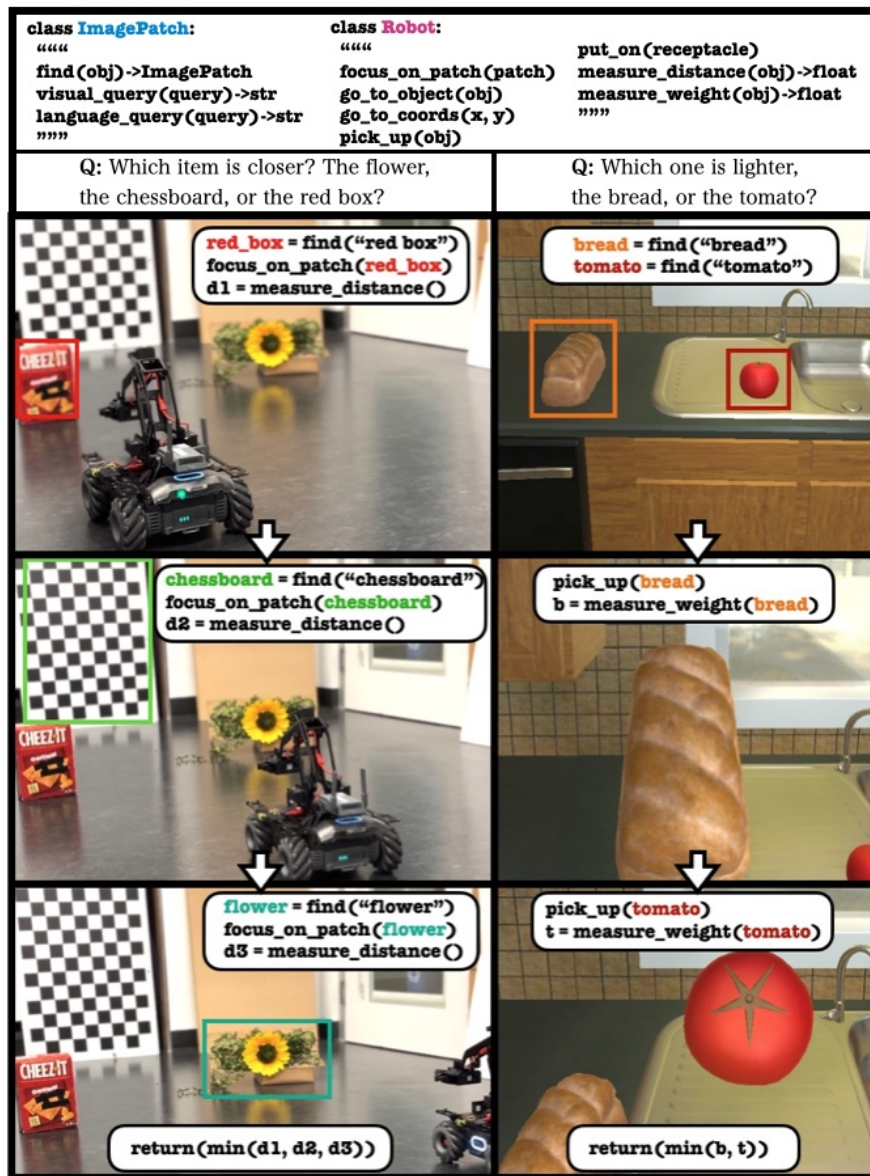 class ImagePatch:
"""
find(obj)->ImagePatch
visual_query(query)->str
language_query(query)->str
"""
class Robot:
"""
focus_on_patch(patch)
go_to_object(obj)
go_to_coords(x, y)
pick_up(obj)
put_on(receptacle)
measure_distance(obj)->float
measure_weight(obj)->float
"""
Q: Which item is closer? The flower,
the chessboard, or the red box?
Q: Which one is lighter,
the bread, or the tomato?
red_box = find("red box")
focus_on_patch(red_box)
d1 = measure_distance()
CHEEZ-IT
bread = find("bread")
tomato = find("tomato")
chessboard = find("chessboard")
focus_on_patch(chessboard)
d2 = measure_distance()
CHEEZ-IT
pick_up(bread)
b = measure_weight(bread)
flower = find("flower")
focus_on_patch(flower)
d3 = measure_distance()
CHEEZ-IT
return(min(d1, d2, d3))
pick_up(tomato)
t = measure_weight(tomato)
return(min(b, t))